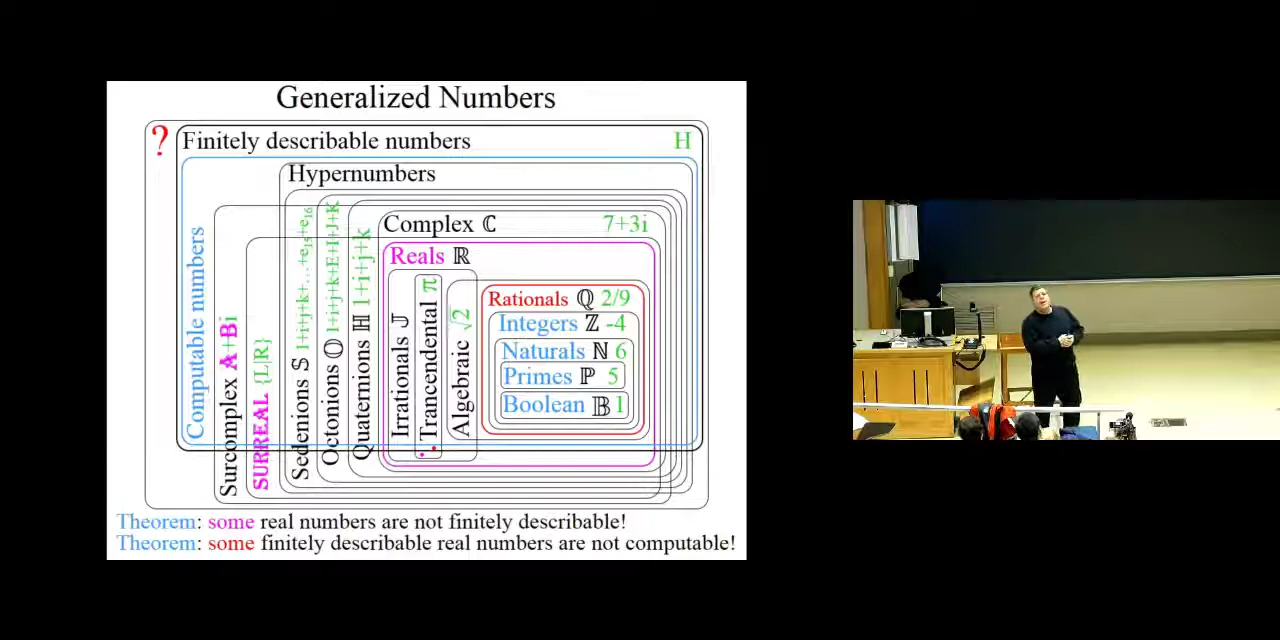 Generalized Numbers
? Finitely describable numbers H
Hypernumbers
Computable numbers
Surcomplex A+Bi
SURREAL {L|R}
Sedenions 𝕊 1+i+j+k+…+e₁₅+e₁₆
Octonions 𝕆 1+i+j+k+E+I+J+K
Quaternions ℍ 1+i+j+k
Complex ℂ 7+3i
Reals ℝ
Irrationals 𝕁
Trancendental π
Algebraic √2
Rationals ℚ 2/9
Integers ℤ -4
Naturals ℕ 6
Primes ℙ 5
Boolean 𝔹 1
Theorem: some real numbers are not finitely describable!
Theorem: some finitely describable real numbers are not computable!